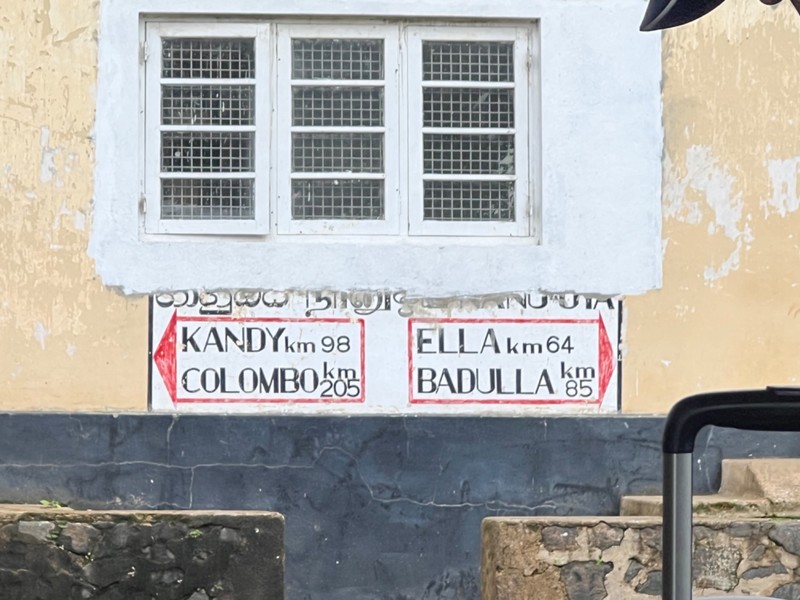 KANDY km 98
COLOMBO km 205
ELLA km 64
BADULLA km 85